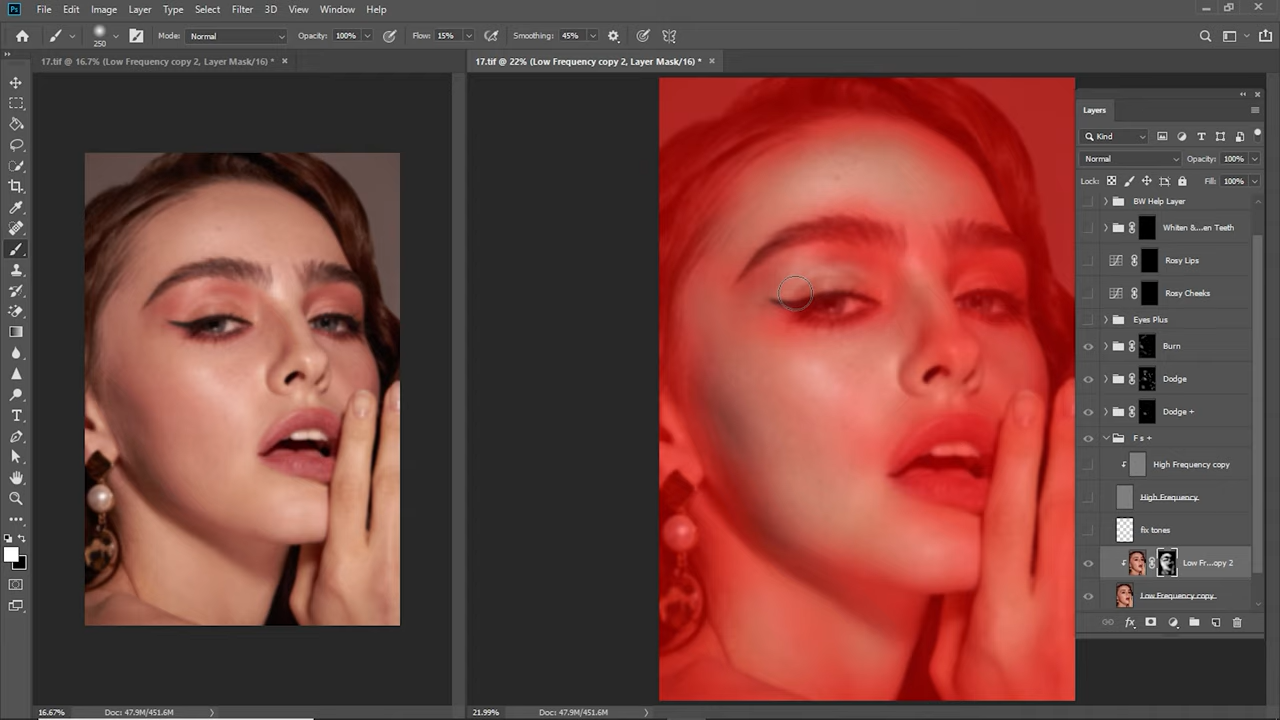 Ps File Edit Image Layer Type Select Filter 3D View Window Help
250 Mode: Normal Opacity: 100% Flow: 15% Smoothing: 45%
17.tif @ 16.7% (Low Frequency copy 2, Layer Mask/16) * ×
17.tif @ 22% (Low Frequency copy 2, Layer Mask/16) * ×
Layers
Kind
Normal Opacity: 100%
Lock: Fill: 100%
BW Help Layer
Whiten &...en Teeth
Rosy Lips
Rosy Cheeks
Eyes Plus
Burn
Dodge
Dodge +
F s +
High Frequency copy
High Frequency
fix tones
Low Fr...opy 2
Low Frequency copy
fx
16.67% Doc: 47.9M/451.6M
21.99% Doc: 47.9M/451.6M